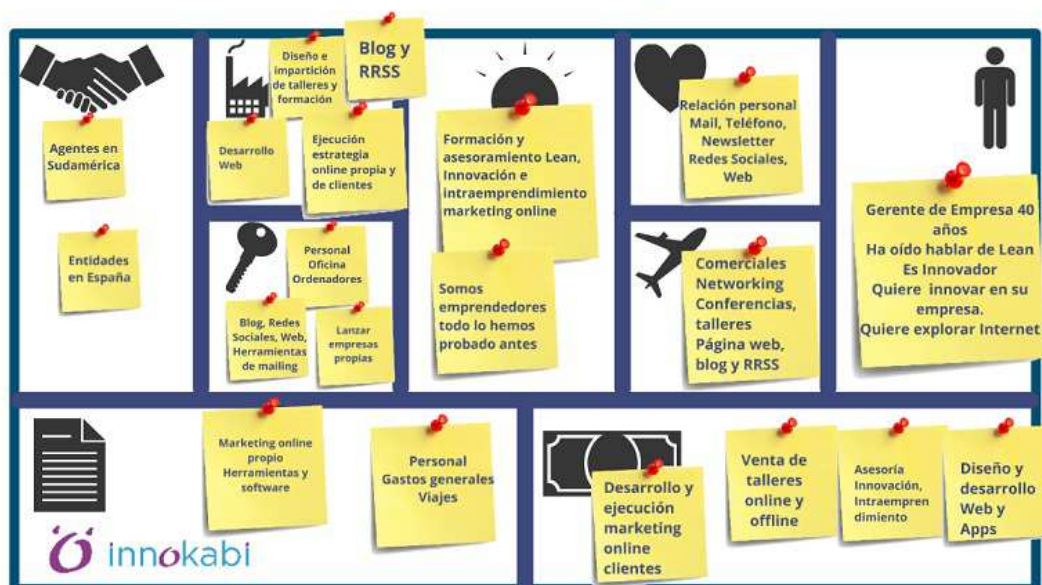 Agentes en
Sudamérica
Entidades
en España
Diseño e
impartición
de talleres y
formación
Blog y
RRSS
Desarrollo
Web
Ejecución
estrategia
online propia y
de clientes
Personal
Oficina
Ordenadores
Blog, Redes
Sociales, Web,
Herramientas
de mailing
Lanzar
empresas
propias
Formación y
asesoramiento Lean,
Innovación e
intraemprendimiento
marketing online
Somos
emprendedores
todo lo hemos
probado antes
Relación personal
Mail, Teléfono,
Newsletter
Redes Sociales,
Web
Comerciales
Networking
Conferencias,
talleres
Página web,
blog y RRSS
Gerente de Empresa 40
años
Ha oído hablar de Lean
Es Innovador
Quiere innovar en su
empresa.
Quiere explorar Internet
Marketing online
propio
Herramientas y
software
Personal
Gastos generales
Viajes
Desarrollo y
ejecución
marketing
online
clientes
Venta de
talleres
online y
offline
Asesoría
Innovación,
Intraempren
dimiento
Diseño y
desarrollo
Web y
Apps
innokabi